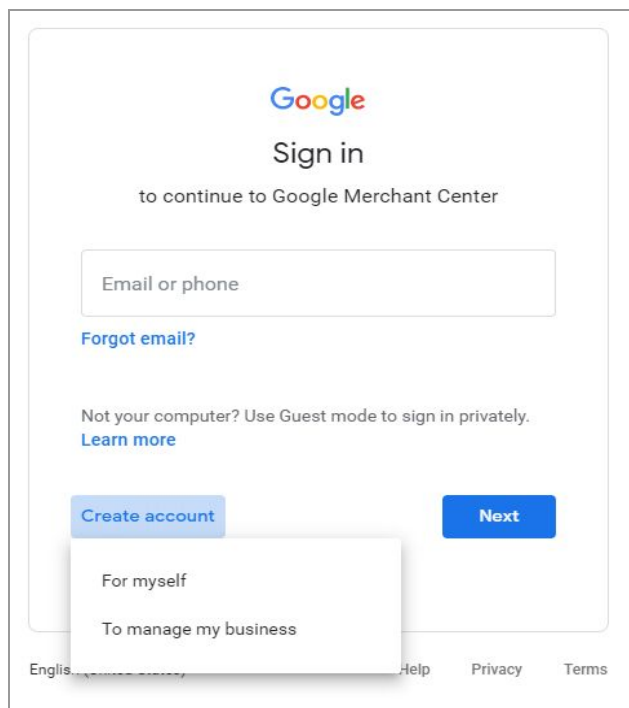 Google
Sign in
to continue to Google Merchant Center
Email or phone
Forgot email?
Not your computer? Use Guest mode to sign in privately.
Learn more
Create account Next
For myself
To manage my business
Help Privacy Terms